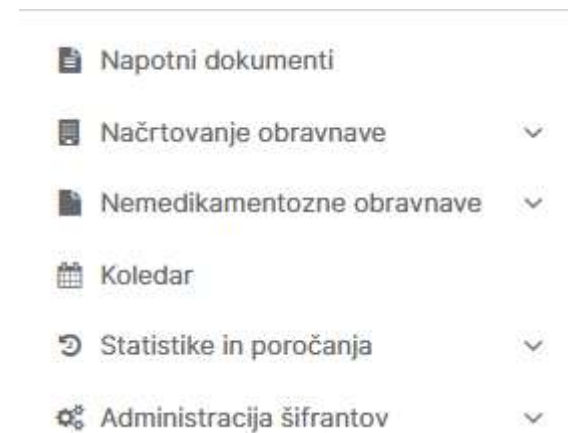 Napotni dokumenti
Načrtovanje obravnave
Nemedikamentozne obravnave
Koledar
Statistike in poročanja
Administracija šifrantov